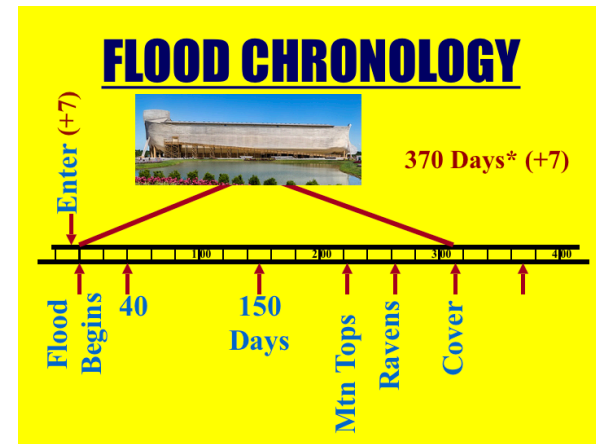 FLOOD CHRONOLOGY
Enter (+7)
370 Days* (+7)
100 200 300 400
Flood
Begins
40
150
Days
Mtn Tops
Ravens
Cover